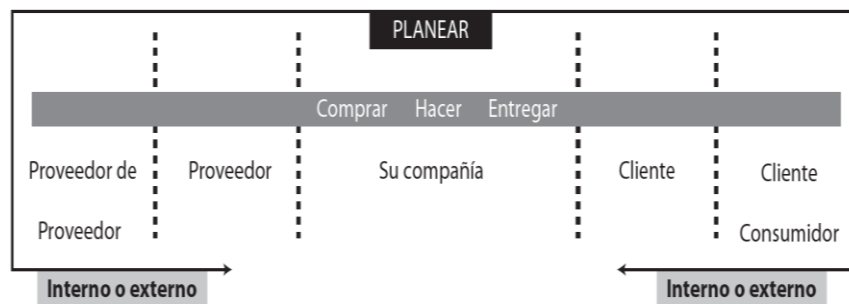 PLANEAR
Comprar Hacer Entregar
Proveedor de Proveedor Su compañía Cliente Cliente
Proveedor Consumidor
Interno o externo Interno o externo